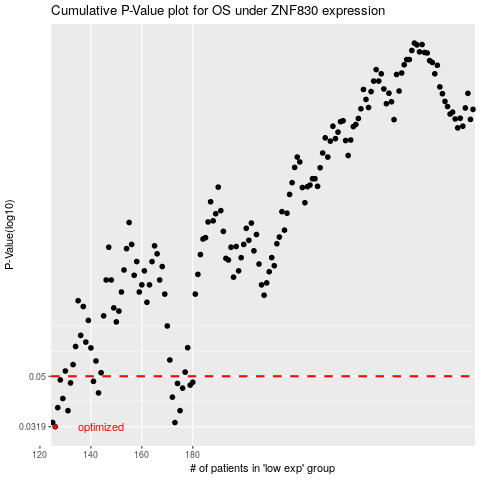 Cumulative P-Value plot for OS under ZNF830 expression
P-Value(log10)
0.05
0.0319
optimized
120 140 160 180
# of patients in 'low exp' group